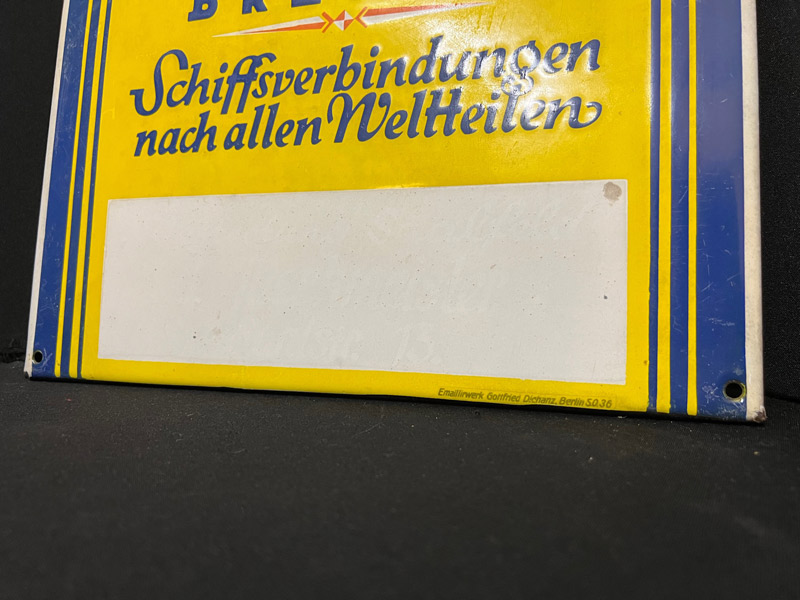 Schiffsverbindungen
nach allen Weltteilen
Emaillirwerk Gottfried Dichanz, Berlin S.O.36